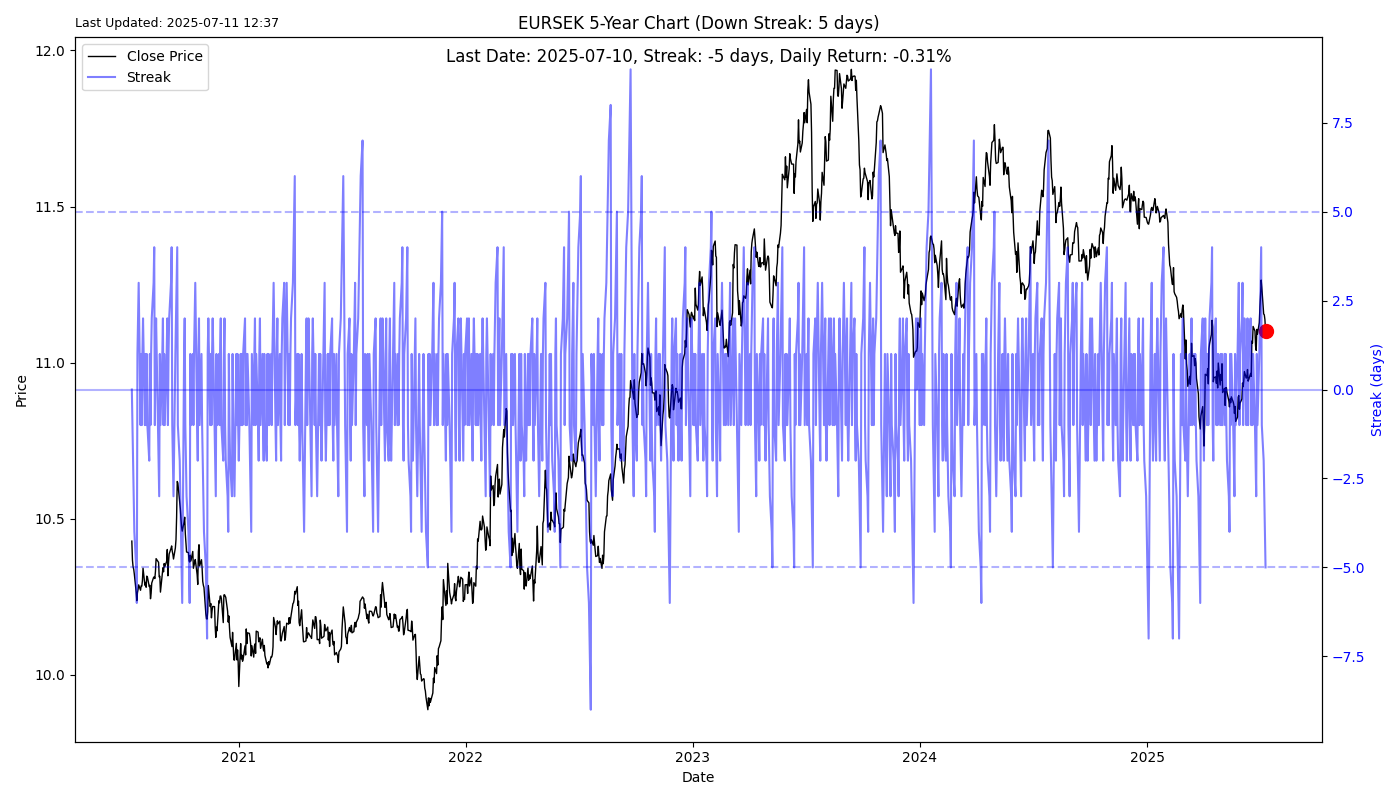 Last Updated: 2025-07-11 12:37
EURSEK 5-Year Chart (Down Streak: 5 days)
Last Date: 2025-07-10, Streak: -5 days, Daily Return: -0.31%
Close Price
Streak
12.0
11.5
11.0
10.5
10.0
Price
7.5
5.0
2.5
0.0
−2.5
−5.0
−7.5
Streak (days)
2021
2022
2023
2024
2025
Date